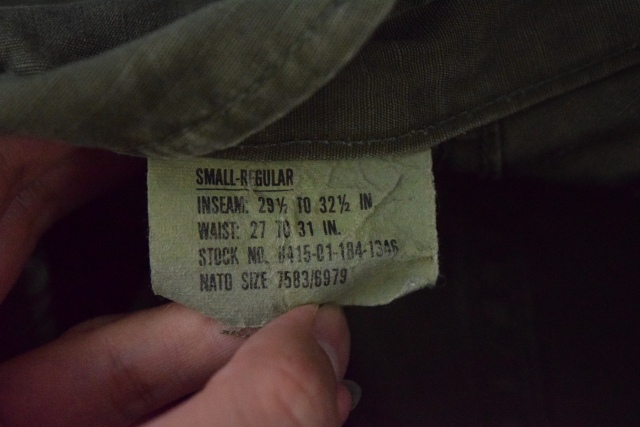 SMALL-REGULAR
INSEAM: 29½ TO 32½ IN.
WAIST: 27 TO 31 IN.
STOCK NO. 8415-01-184-1346
NATO SIZE 7583/6979